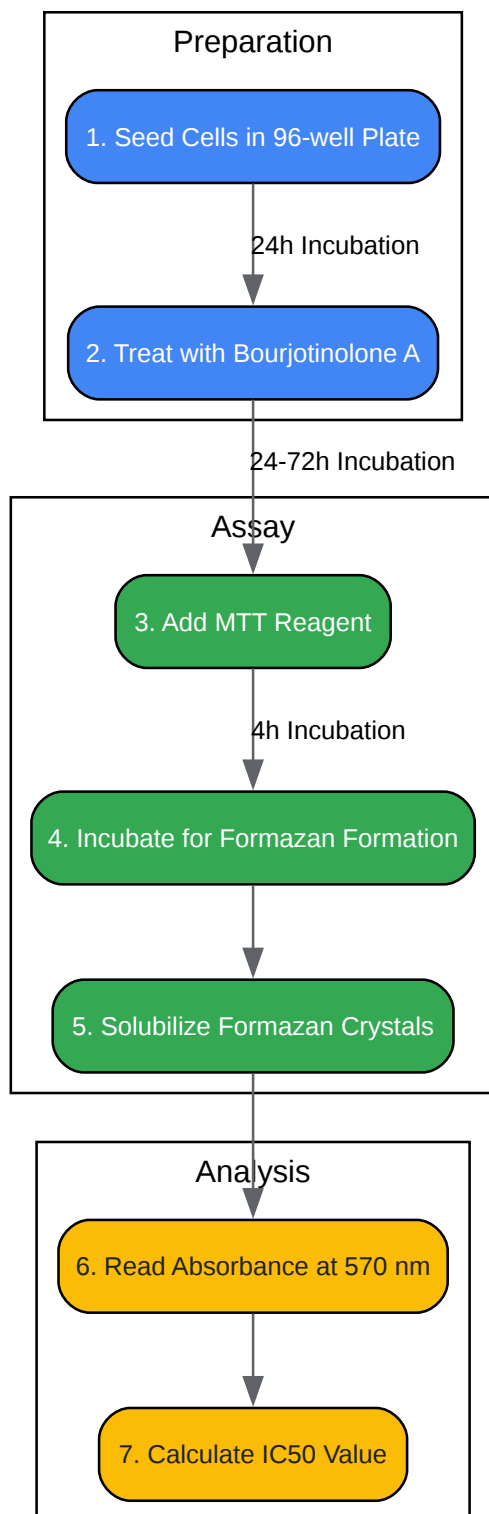 Preparation
1. Seed Cells in 96-well Plate
24h Incubation
2. Treat with Bourjotinolone A
24-72h Incubation
Assay
3. Add MTT Reagent
4h Incubation
4. Incubate for Formazan Formation
5. Solubilize Formazan Crystals
Analysis
6. Read Absorbance at 570 nm
7. Calculate IC50 Value